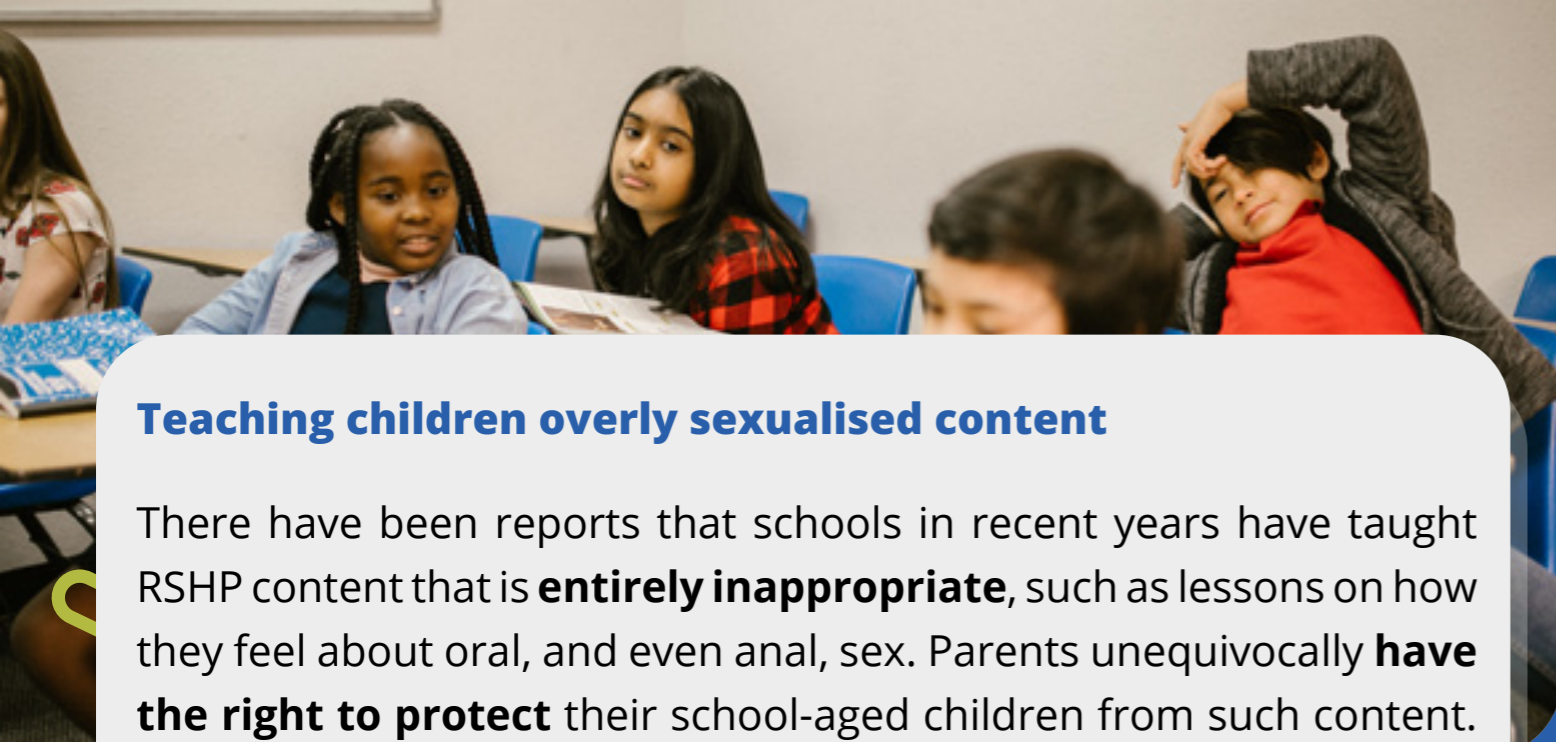 Teaching children overly sexualised content
There have been reports that schools in recent years have taught
RSHP content that is entirely inappropriate, such as lessons on how
they feel about oral, and even anal, sex. Parents unequivocally have
the right to protect their school-aged children from such content.